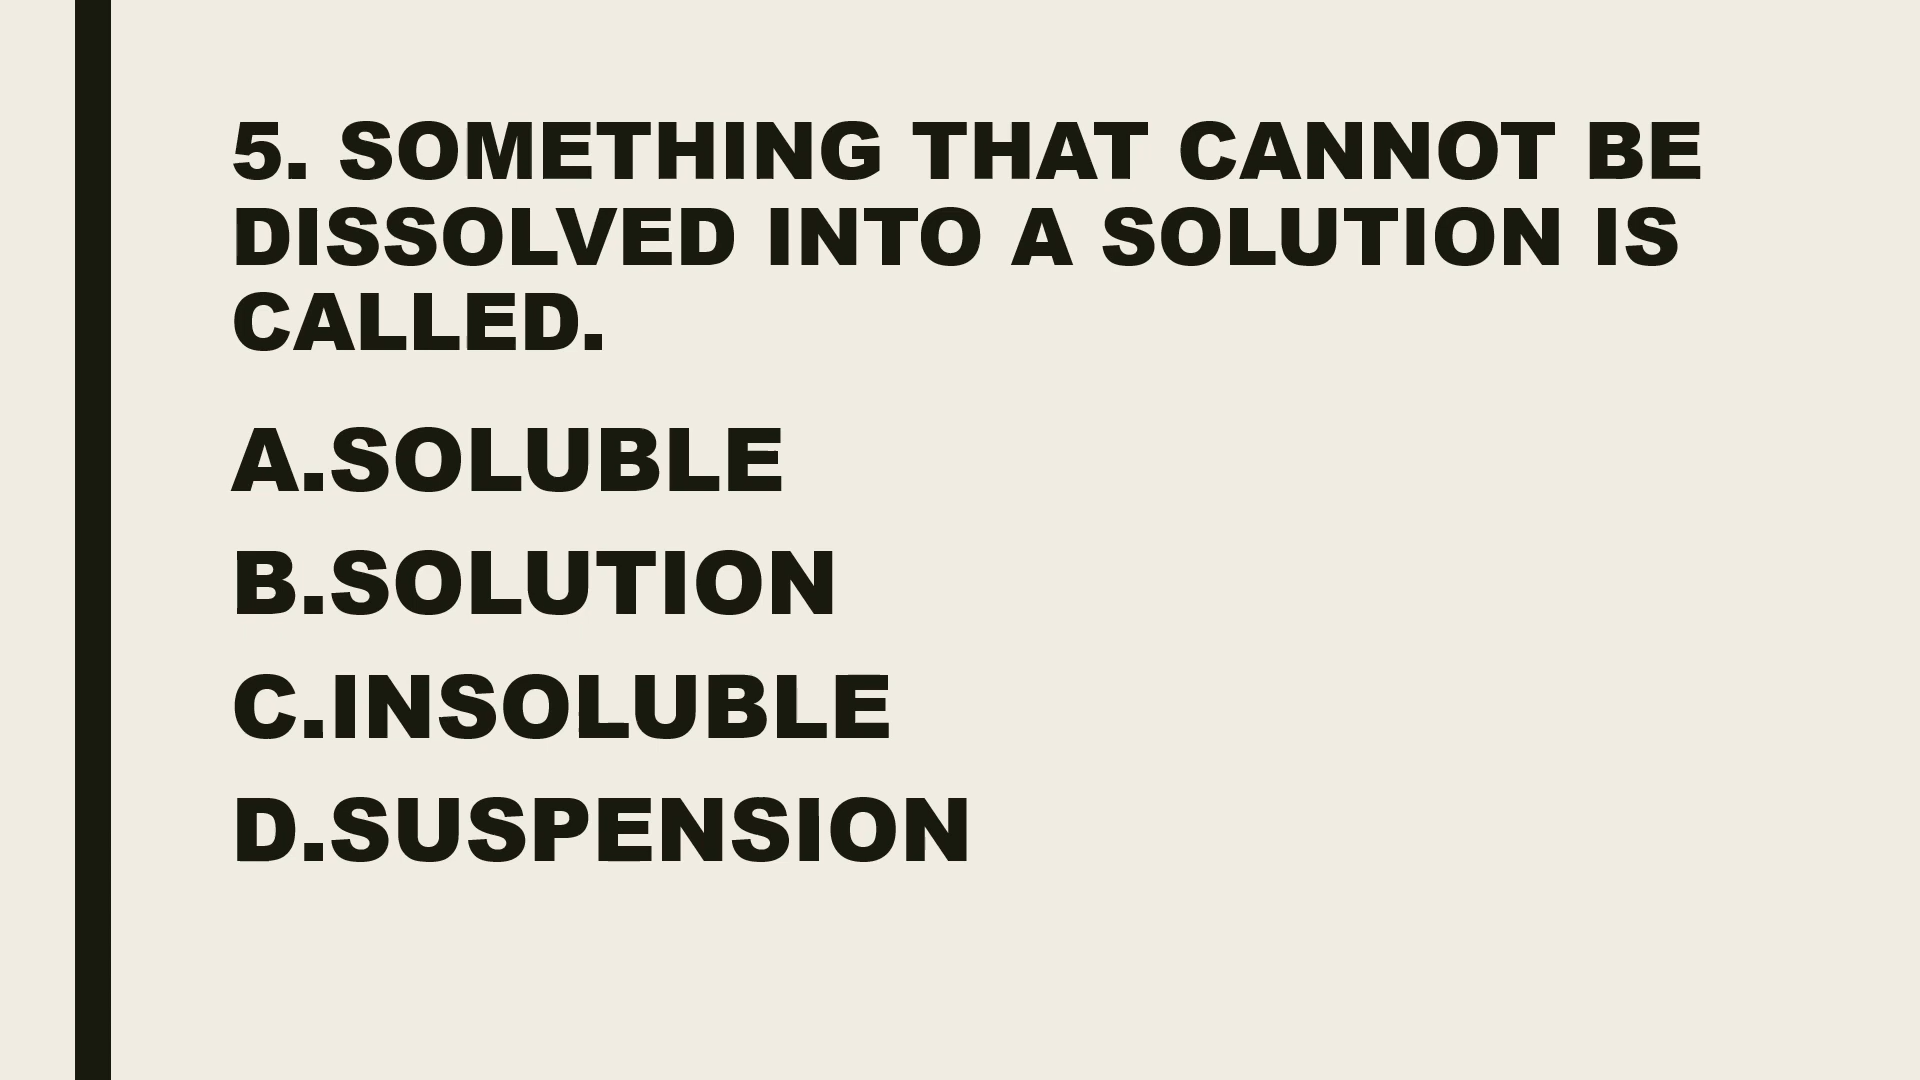 5. SOMETHING THAT CANNOT BE
DISSOLVED INTO A SOLUTION IS
CALLED.
A.SOLUBLE
B.SOLUTION
C.INSOLUBLE
D.SUSPENSION